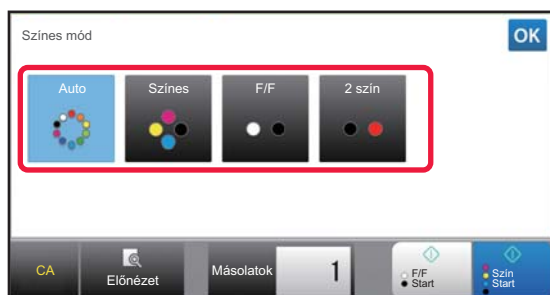 Színes mód
OK
Auto
Színes
F/F
2 szín
CA
Előnézet
Másolatok
1
F/F
Start
Szín
Start